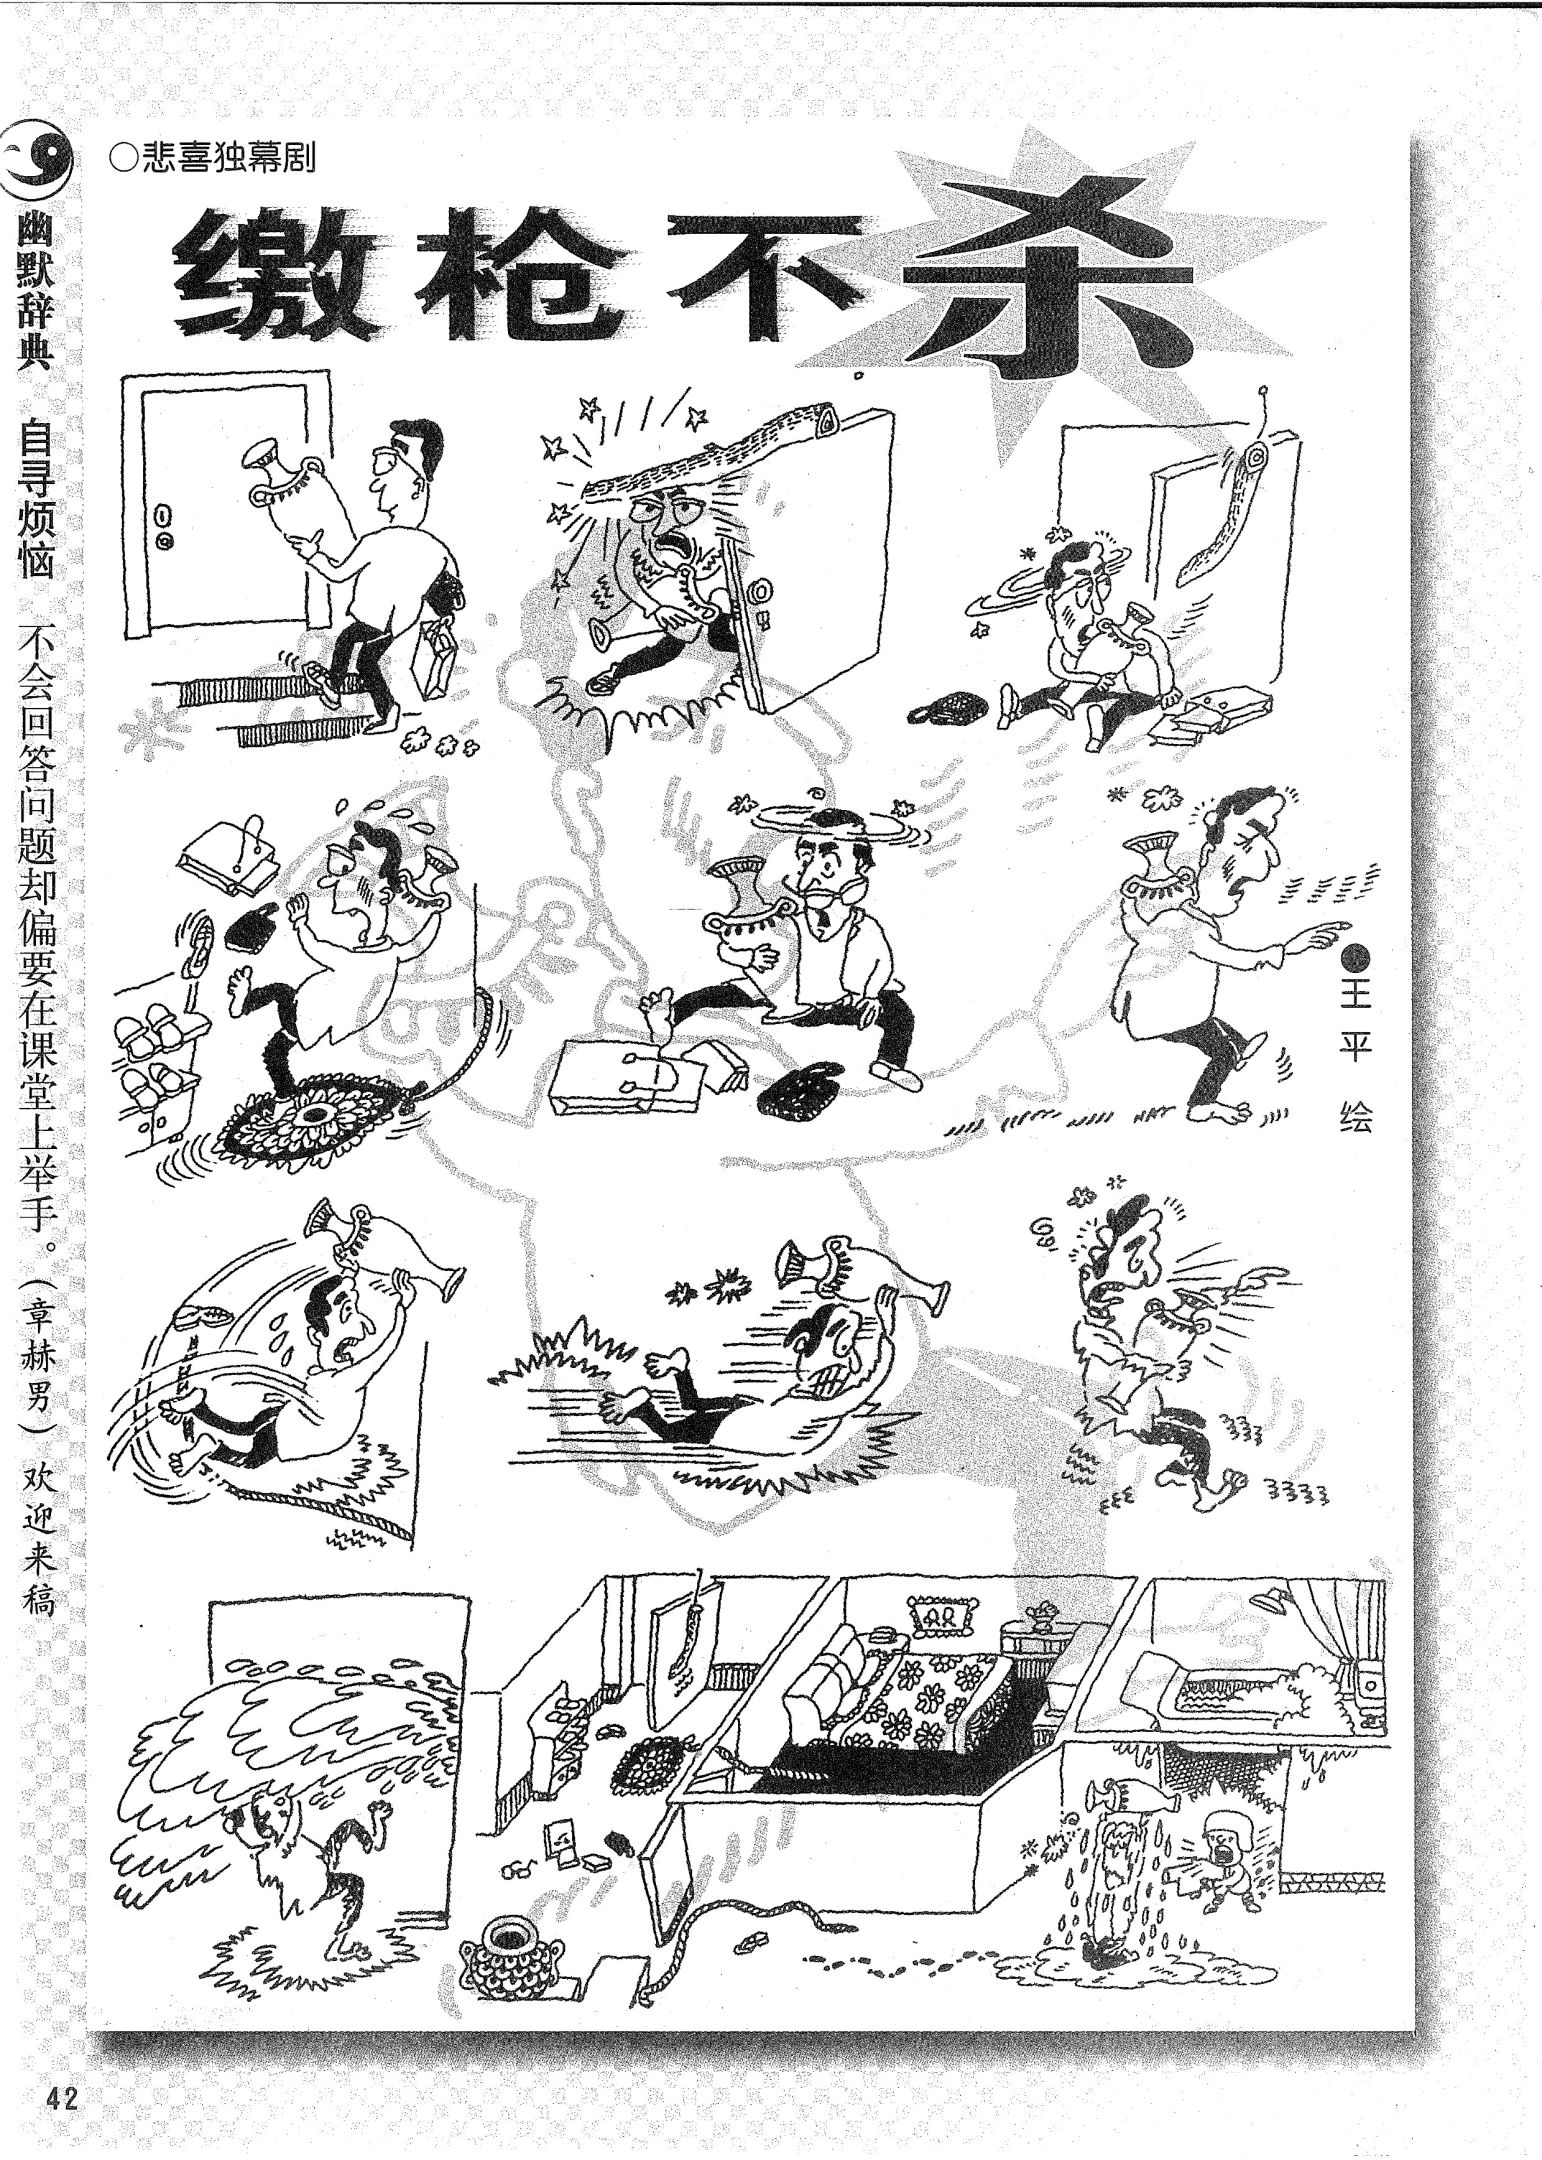 ○悲喜独幕剧
缴枪不杀
●王平 绘
幽默辞典 自寻烦恼 不会回答问题却偏要在课堂上举手。（章赫男）欢迎来稿
42